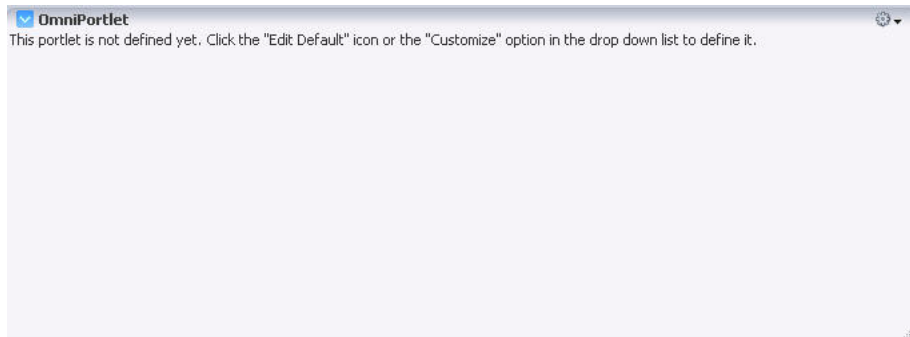 OmniPortlet
This portlet is not defined yet. Click the "Edit Default" icon or the "Customize" option in the drop down list to define it.